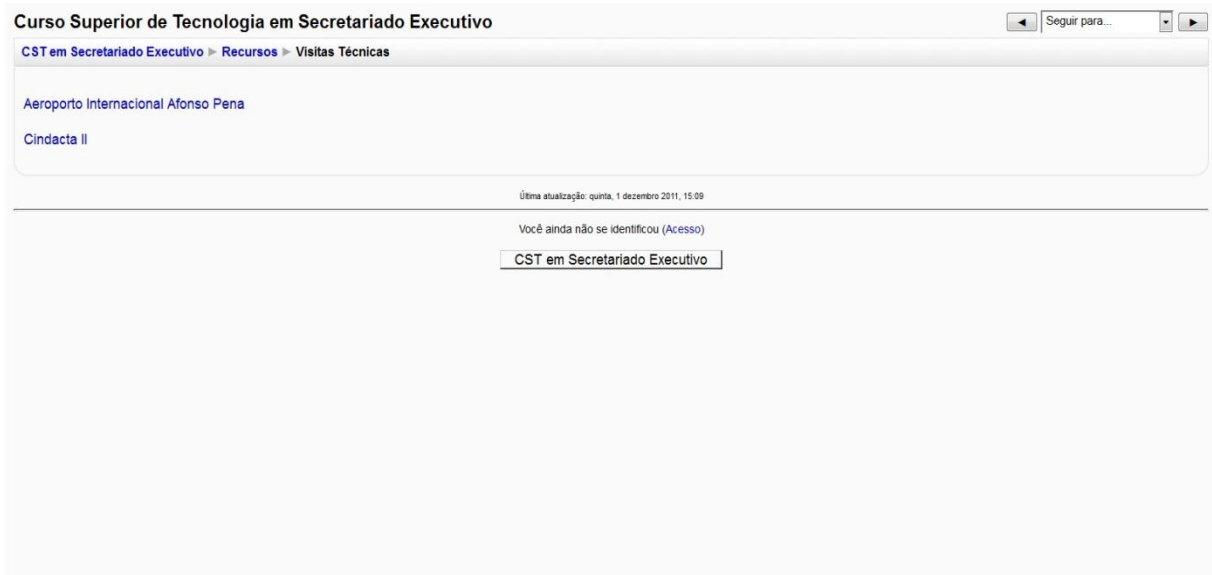 Curso Superior de Tecnologia em Secretariado Executivo
◄ Seguir para... ►
CST em Secretariado Executivo ► Recursos ► Visitas Técnicas
Aeroporto Internacional Afonso Pena
Cindacta II
Última atualização: quinta, 1 dezembro 2011, 15:09
Você ainda não se identificou (Acesso)
CST em Secretariado Executivo